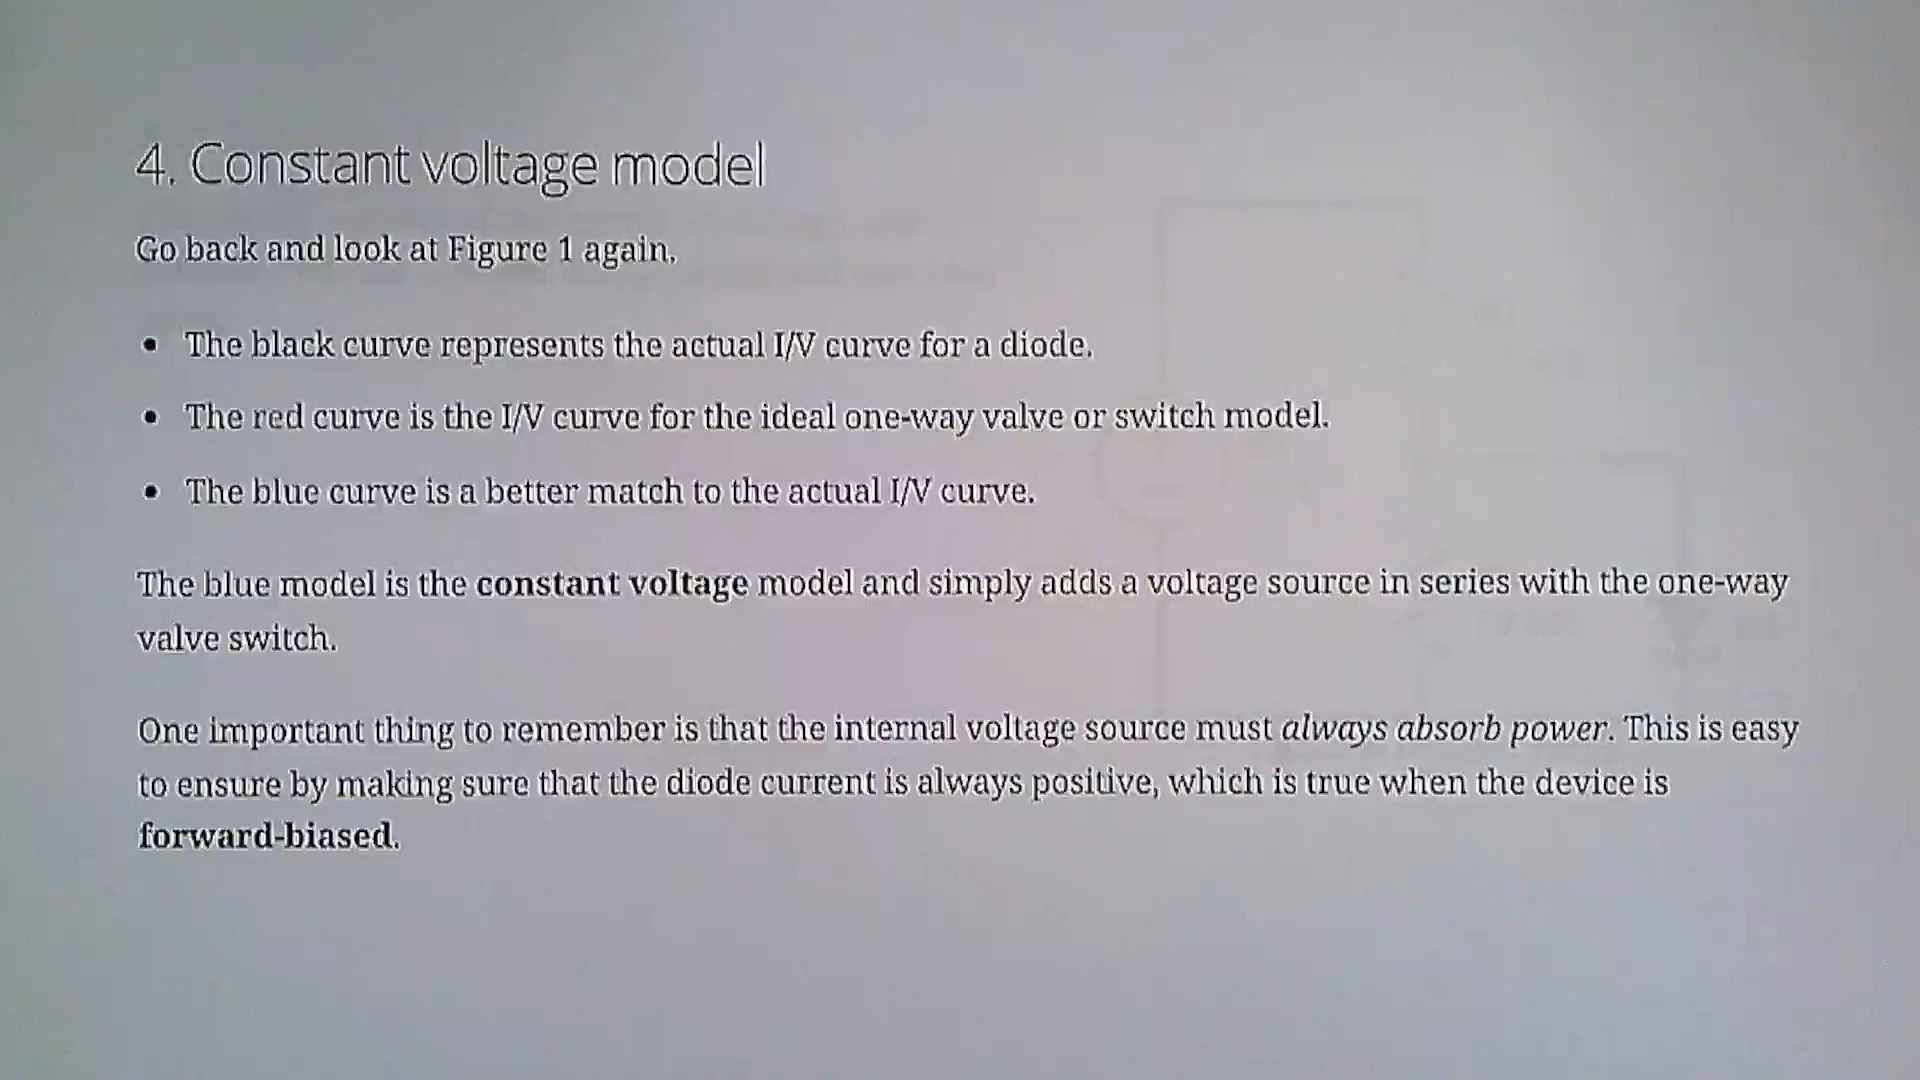 4. Constant voltage model
Go back and look at Figure 1 again.
• The black curve represents the actual I/V curve for a diode.
• The red curve is the I/V curve for the ideal one-way valve or switch model.
• The blue curve is a better match to the actual I/V curve.
The blue model is the constant voltage model and simply adds a voltage source in series with the one-way
valve switch.
One important thing to remember is that the internal voltage source must always absorb power. This is easy
to ensure by making sure that the diode current is always positive, which is true when the device is
forward-biased.